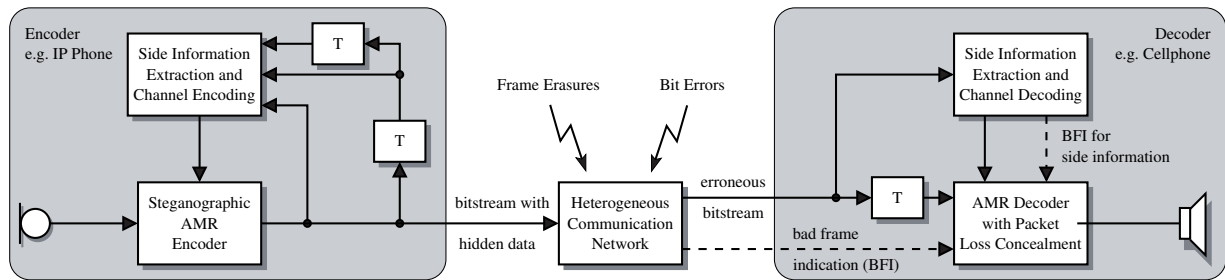 Encoder
e.g. IP Phone
Side Information
Extraction and
Channel Encoding
T
T
Steganographic
AMR
Encoder
bitstream with
hidden data
Frame Erasures
Bit Errors
Heterogeneous
Communication
Network
erroneous
bitstream
bad frame
indication (BFI)
Decoder
e.g. Cellphone
Side Information
Extraction and
Channel Decoding
BFI for
side information
T
AMR Decoder
with Packet
Loss Concealment